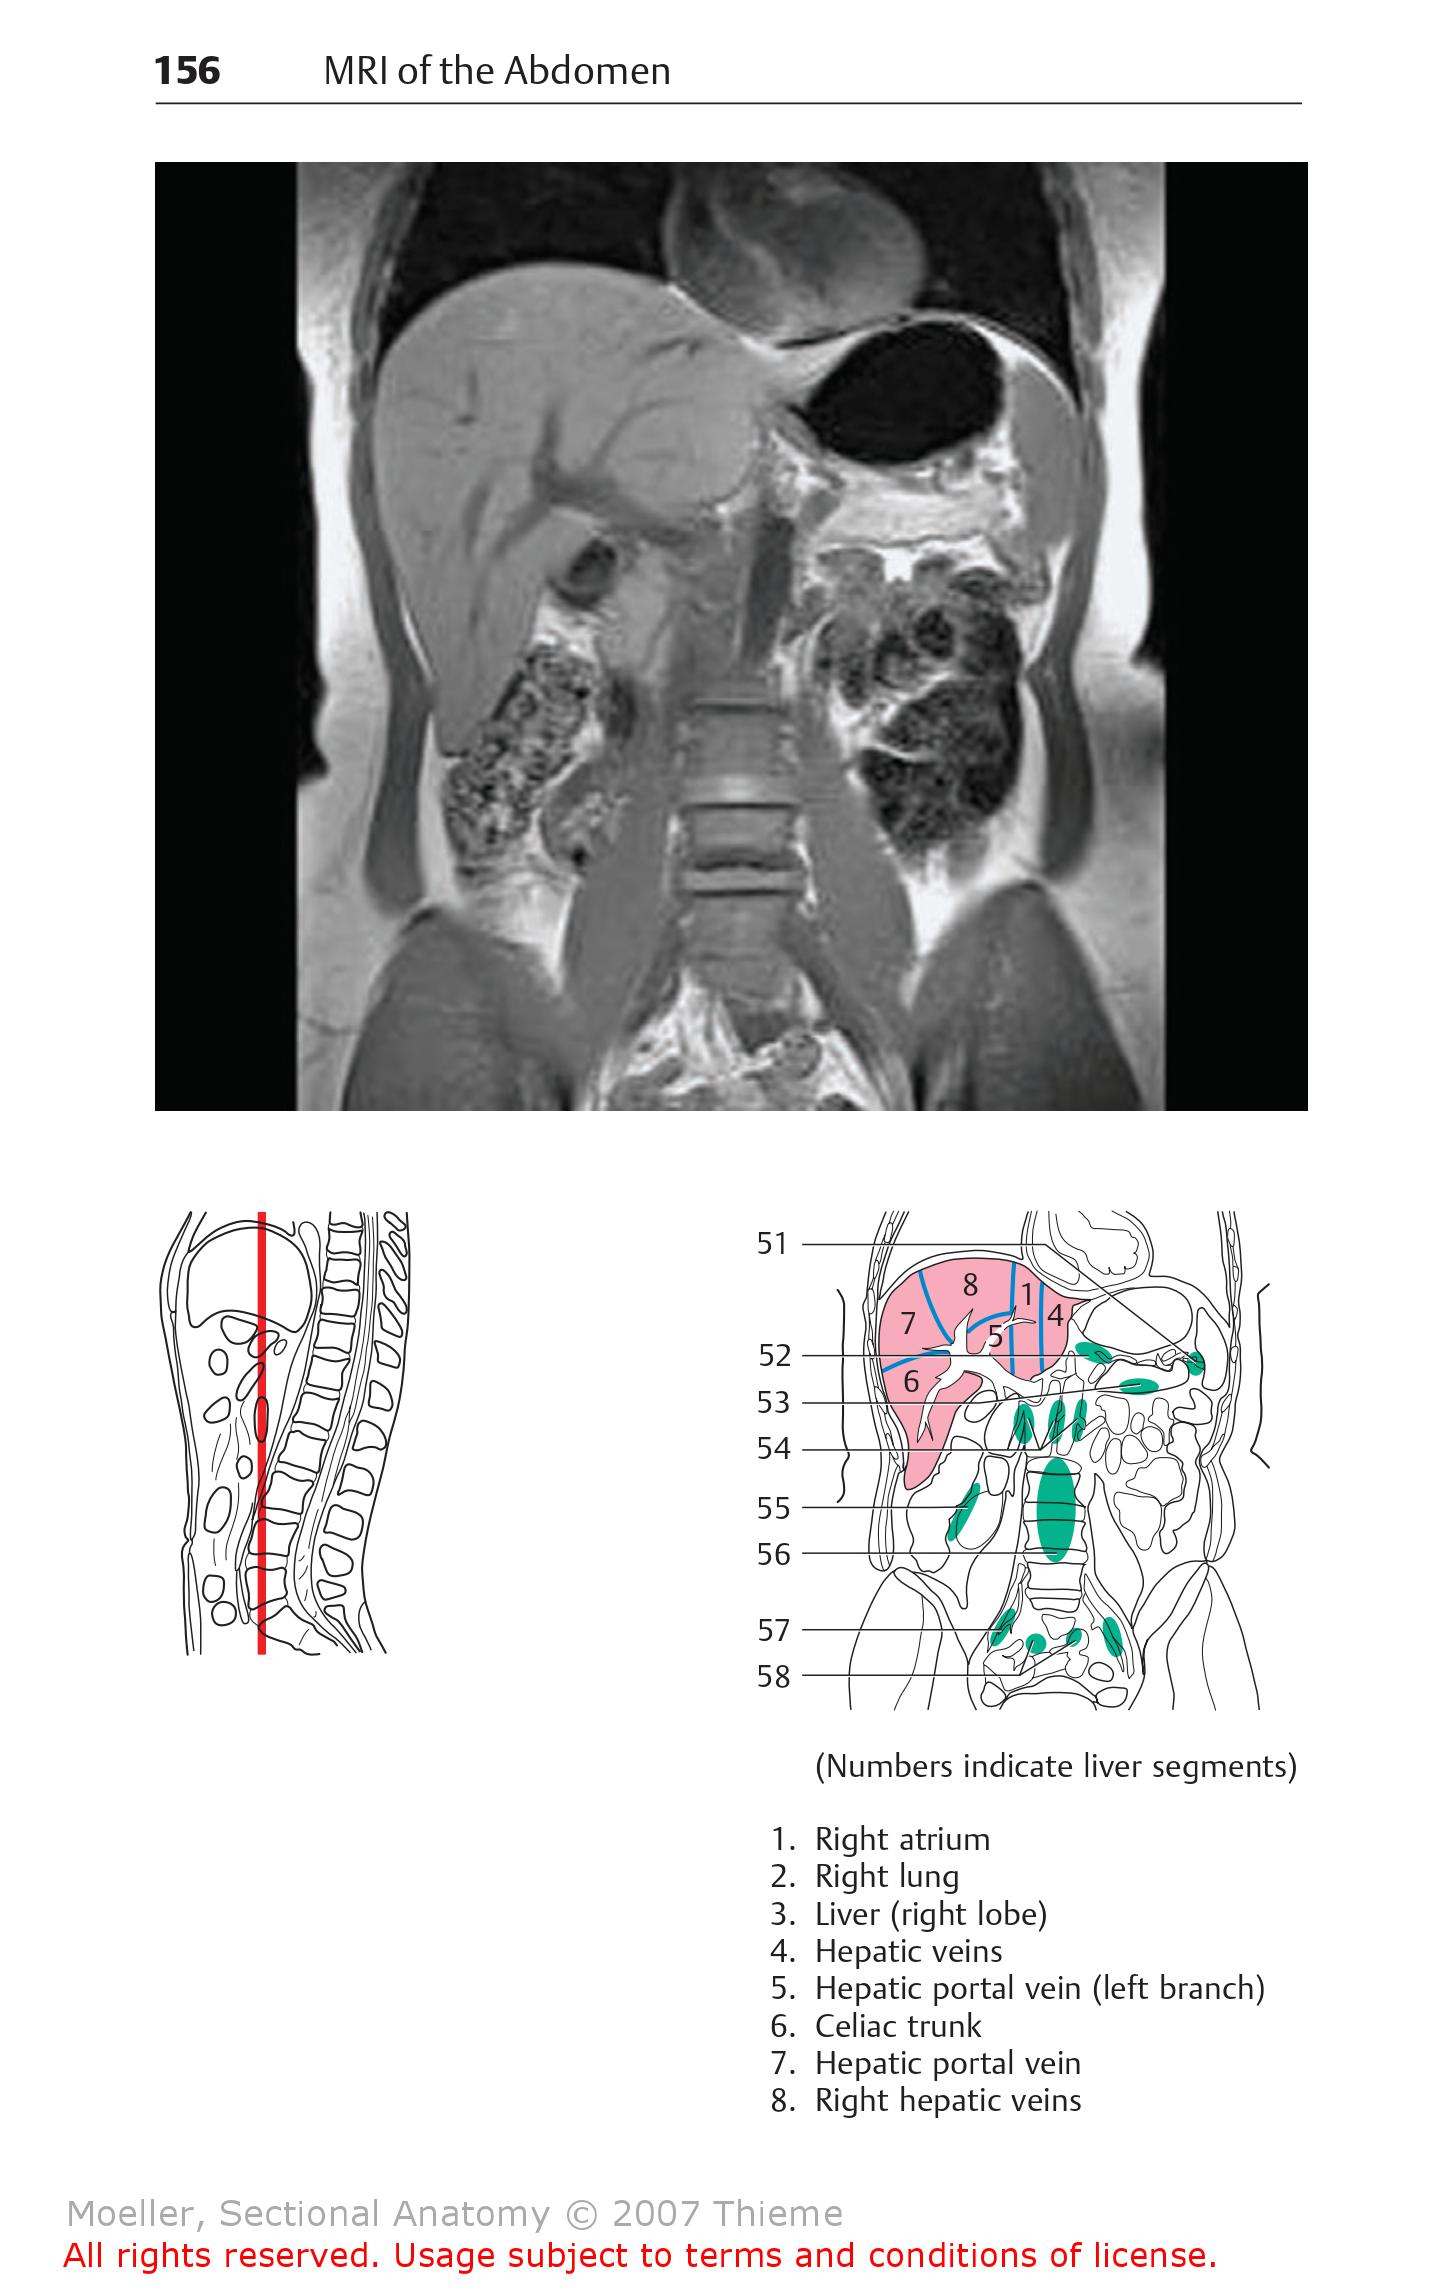 156 MRI of the Abdomen
51
8
1
4
7
5
52
6
53
54
55
56
57
58
(Numbers indicate liver segments)
1. Right atrium
2. Right lung
3. Liver (right lobe)
4. Hepatic veins
5. Hepatic portal vein (left branch)
6. Celiac trunk
7. Hepatic portal vein
8. Right hepatic veins
Moeller, Sectional Anatomy © 2007 Thieme
All rights reserved. Usage subject to terms and conditions of license.